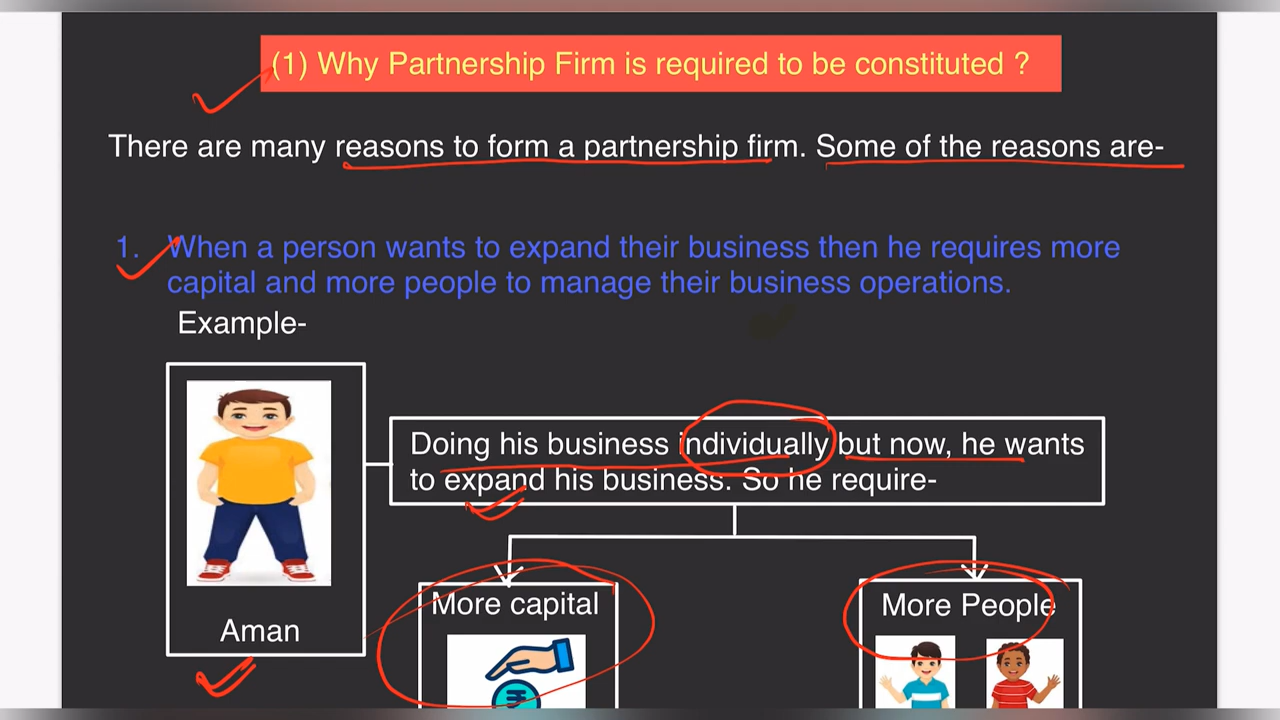 (1) Why Partnership Firm is required to be constituted ?
There are many reasons to form a partnership firm. Some of the reasons are-
1. When a person wants to expand their business then he requires more
capital and more people to manage their business operations.
Example-
Doing his business individually but now, he wants
to expand his business. So he require-
More capital
More People
Aman
₹